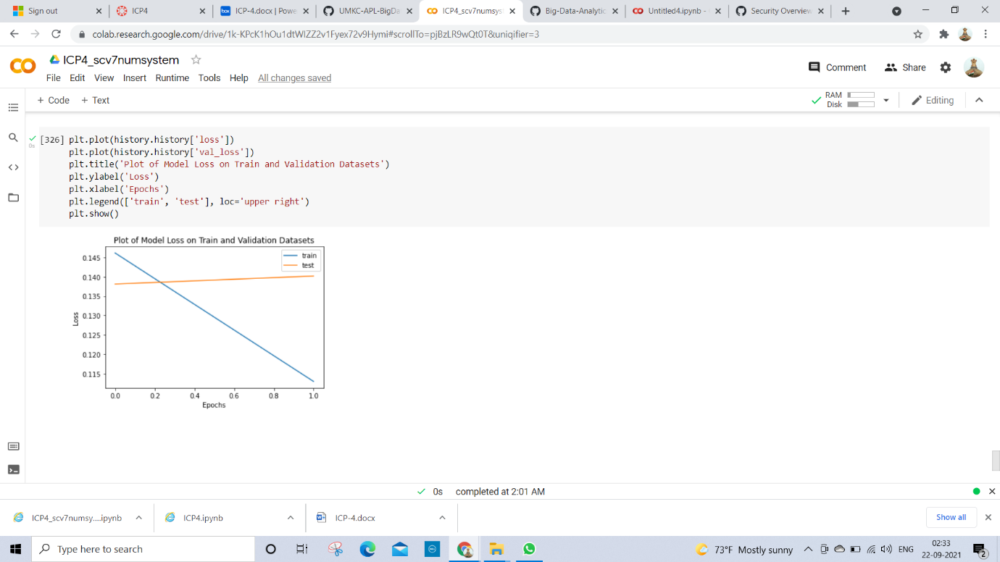 Sign out
ICP4
ICP-4.docx | Powe
UMKC-APL-BigDa
ICP4_scv7numsys
Big-Data-Analytic
Untitled4.ipynb -
Security Overview
colab.research.google.com/drive/1k-KPcK1hOu1dtWIZZ2v1Fyex72v9Hymi#scrollTo=pjBzLR9wQt0T&uniqifier=3
ICP4_scv7numsystem
File Edit View Insert Runtime Tools Help All changes saved
Comment
Share
+ Code + Text
RAM
Disk
Editing
[326] plt.plot(history.history['loss'])
0s
plt.plot(history.history['val_loss'])
plt.title('Plot of Model Loss on Train and Validation Datasets')
plt.ylabel('Loss')
plt.xlabel('Epochs')
plt.legend(['train', 'test'], loc='upper right')
plt.show()
Plot of Model Loss on Train and Validation Datasets
train
test
0.145
0.140
0.135
0.130
0.125
0.120
0.115
Loss
0.0 0.2 0.4 0.6 0.8 1.0
Epochs
0s completed at 2:01 AM
ICP4_scv7numsy....ipynb
ICP4.ipynb
ICP-4.docx
Show all
Type here to search
73°F Mostly sunny
ENG
02:33
22-09-2021
2